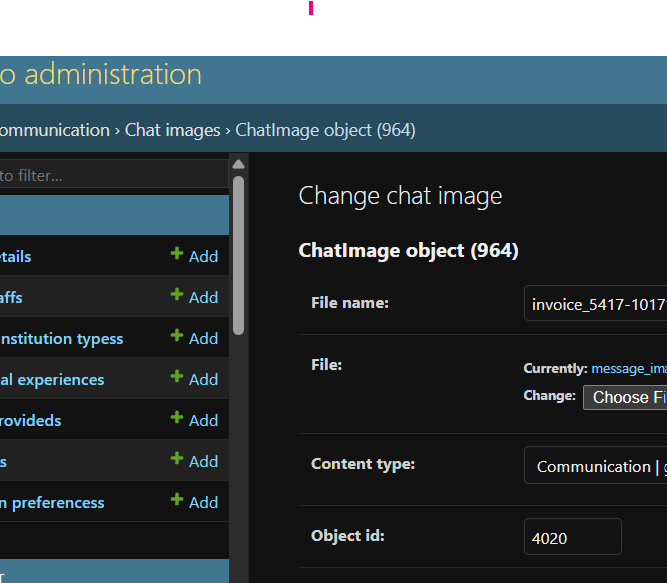 o administration
ommunication › Chat images › ChatImage object (964)
to filter...
Change chat image
ChatImage object (964)
etails + Add
affs + Add
File name: invoice_5417-1017
nstitution typess + Add
File: Currently: message_ima
al experiences + Add
Change: Choose Fi
rovideds + Add
s + Add
Content type: Communication | g
n preferencess + Add
Object id: 4020